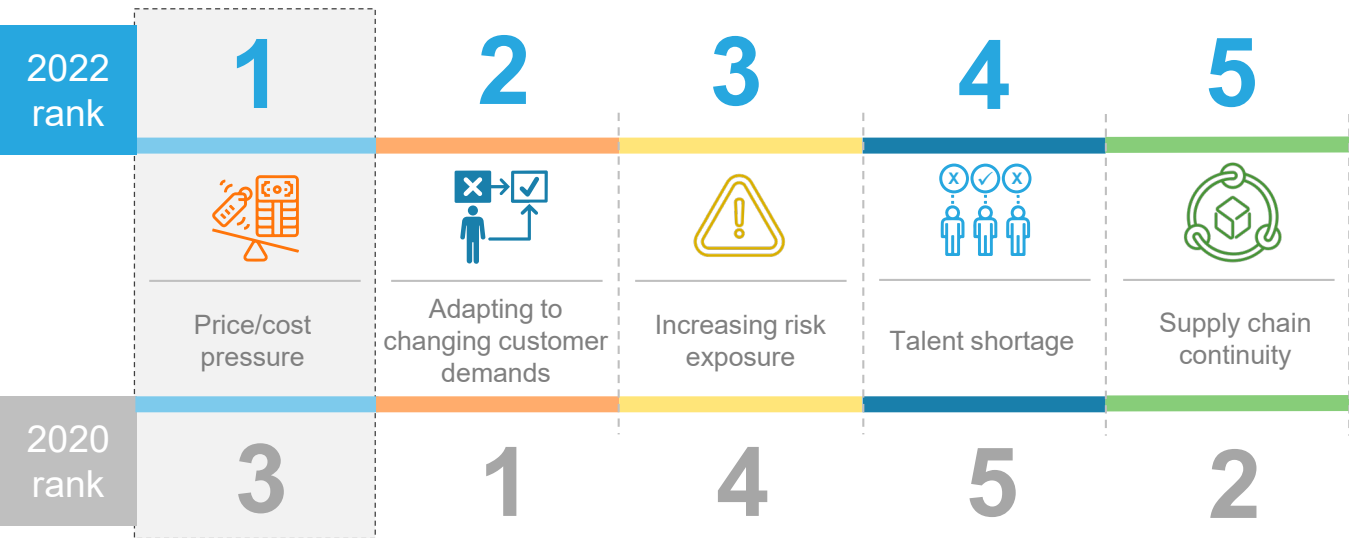 2022
rank
1
2
3
4
5
X
X
Price/cost
pressure
Adapting to
changing customer
demands
Increasing risk
exposure
Talent shortage
Supply chain
continuity
2020
rank
3
1
4
5
2